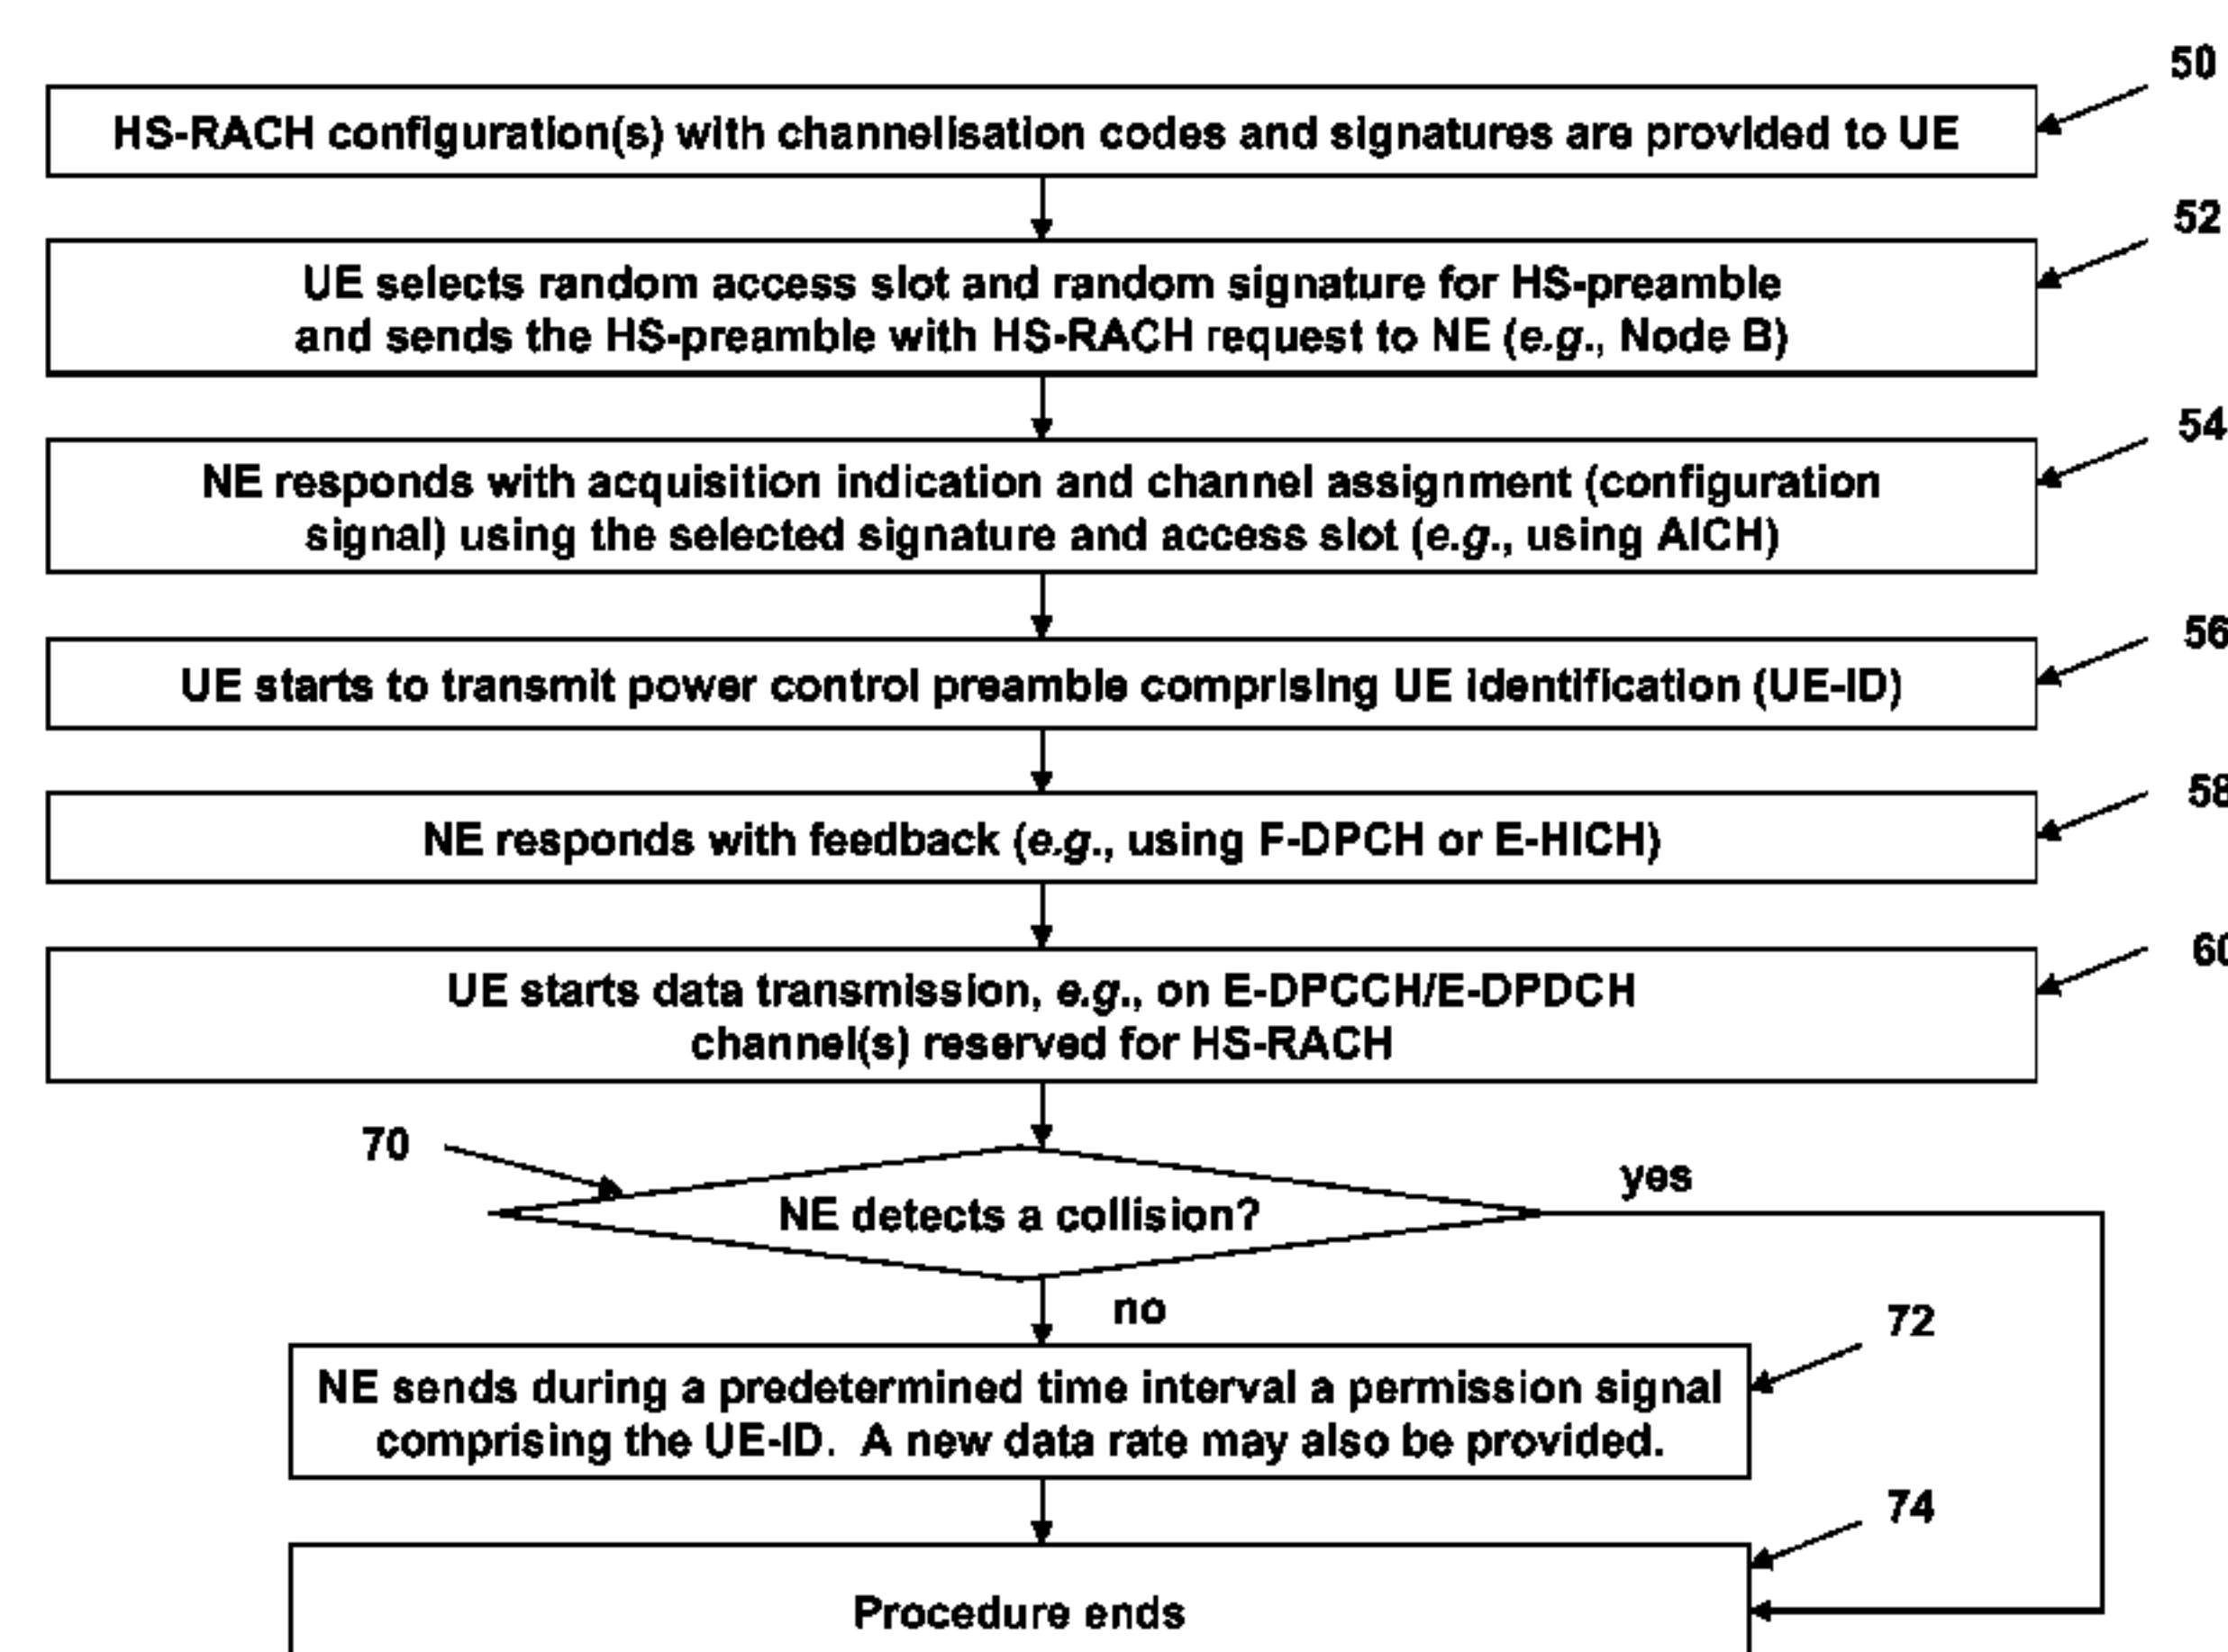 50
HS-RACH configuration(s) with channelisation codes and signatures are provided to UE
52
UE selects random access slot and random signature for HS-preamble
and sends the HS-preamble with HS-RACH request to NE (e.g., Node B)
54
NE responds with acquisition indication and channel assignment (configuration
signal) using the selected signature and access slot (e.g., using AICH)
56
UE starts to transmit power control preamble comprising UE identification (UE-ID)
58
NE responds with feedback (e.g., using F-DPCH or E-HICH)
60
UE starts data transmission, e.g., on E-DPCCH/E-DPDCH
channel(s) reserved for HS-RACH
70
yes
NE detects a collision?
no
72
NE sends during a predetermined time interval a permission signal
comprising the UE-ID. A new data rate may also be provided.
74
Procedure ends